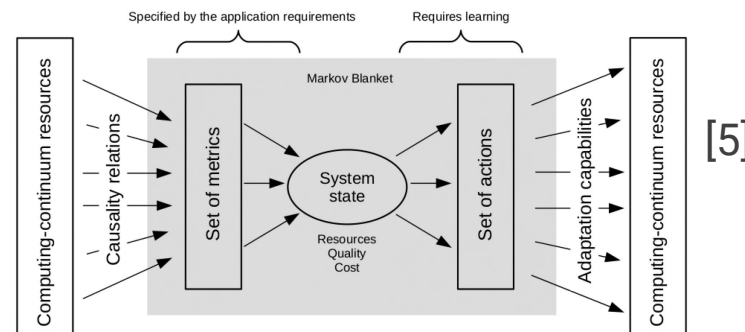 Specified by the application requirements
Requires learning
Markov Blanket
Computing-continuum resources
Causality relations
Set of metrics
System
state
Resources
Quality
Cost
Set of actions
Adaptation capabilities
Computing-continuum resources
[5]